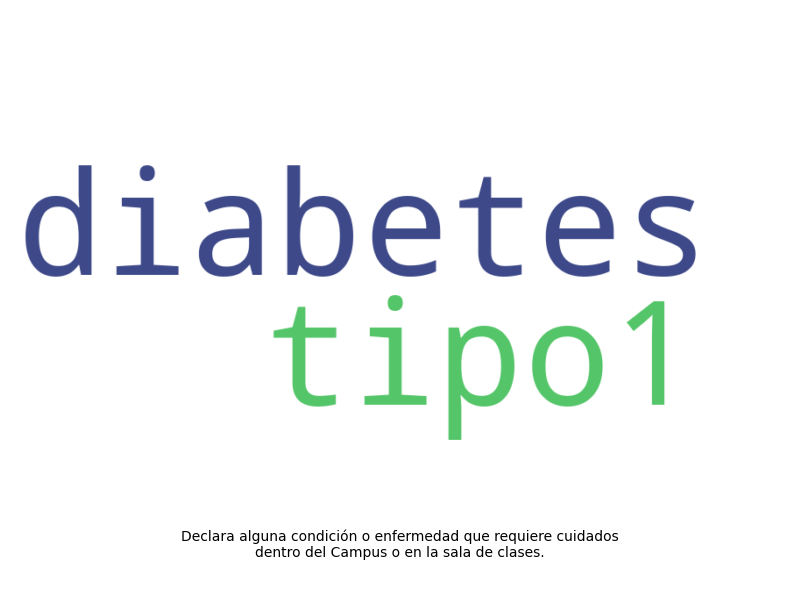 diabetes
tipo1
Declara alguna condición o enfermedad que requiere cuidados
dentro del Campus o en la sala de clases.